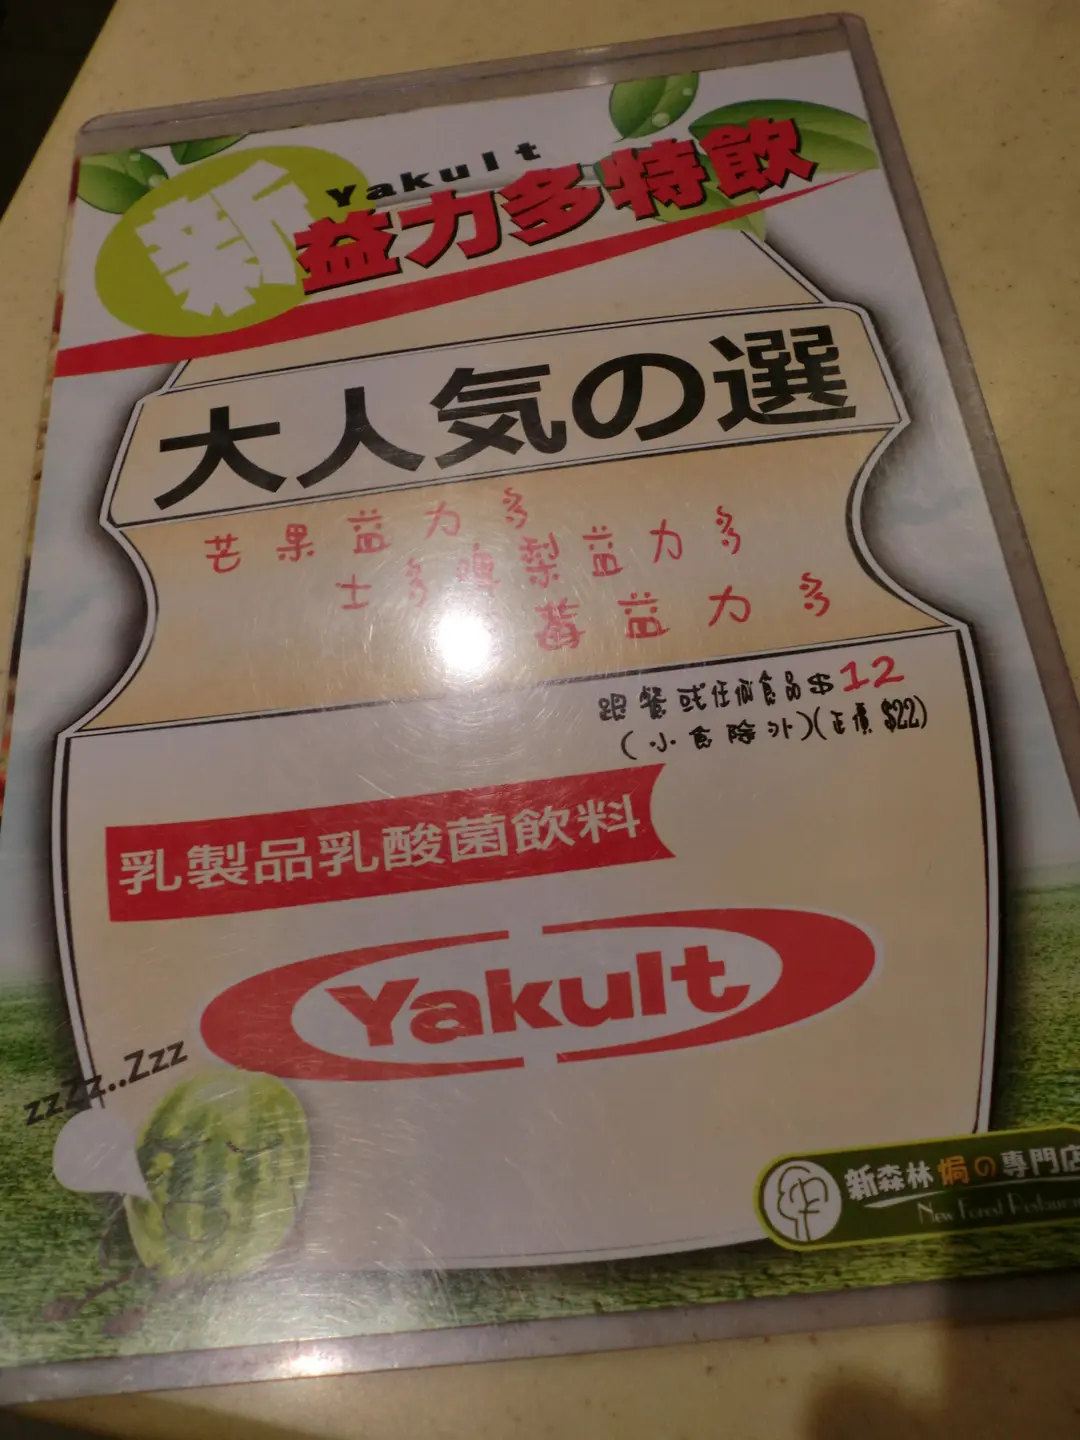 Yakult
新益力多特飲
大人気の選
芒果益力多
士多啤梨益力多
莓益力多
跟餐或任何食品$12
(小食除外)(正價$22)
乳製品乳酸菌飲料
Yakult
zzZz..Zzz
新森林焗の專門店
New Forest